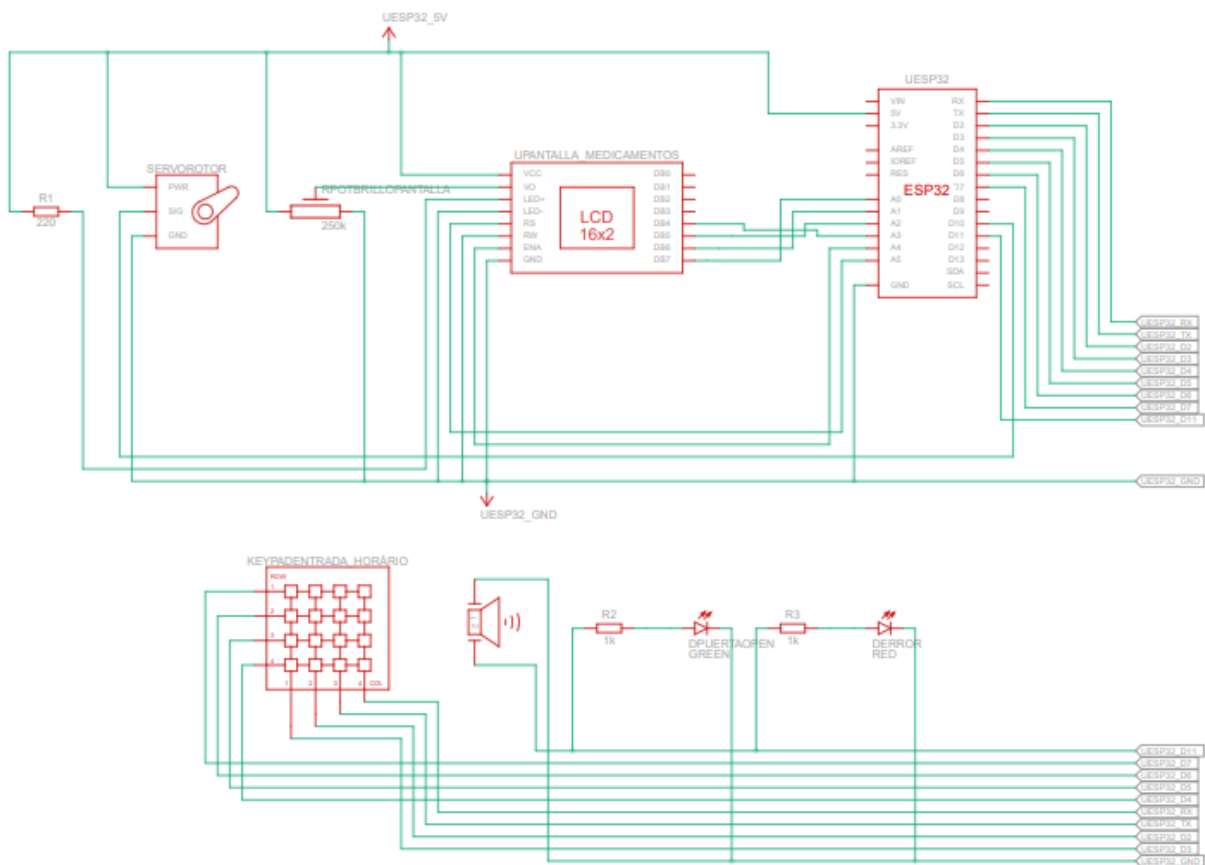 UESP32_5V
UESP32
SERVOROTOR
PWR
SIG
GND
R1
220
RPOTBRILLOPANTALLA
250k
UPANTALLA_MEDICAMENTOS
VCC
VO
LED+
LED-
RS
RW
ENA
GND
LCD
16x2
DB0
DB1
DB2
DB3
DB4
DB5
DB6
DB7
VIN
5V
3.3V
AREF
IOREF
RES
A0
A1
A2
A3
A4
A5
GND
ESP32
RX
TX
D2
D3
D4
D5
D6
D8
D9
D10
D11
D12
D13
SDA
SCL
UESP32_RX
UESP32_TX
UESP32_D2
UESP32_D3
UESP32_D4
UESP32_D5
UESP32_D6
UESP32_D7
UESP32_D11
UESP32_GND
UESP32_GND
KEYPADENTRADA_HORÁRIO
ROW
1
2
3
4
1
2
3
4
COL
R2
1k
DPUERTAOPEN
GREEN
R3
1k
DERROR
RED
UESP32_D11
UESP32_D7
UESP32_D6
UESP32_D5
UESP32_D4
UESP32_RX
UESP32_TX
UESP32_D2
UESP32_D3
UESP32_GND